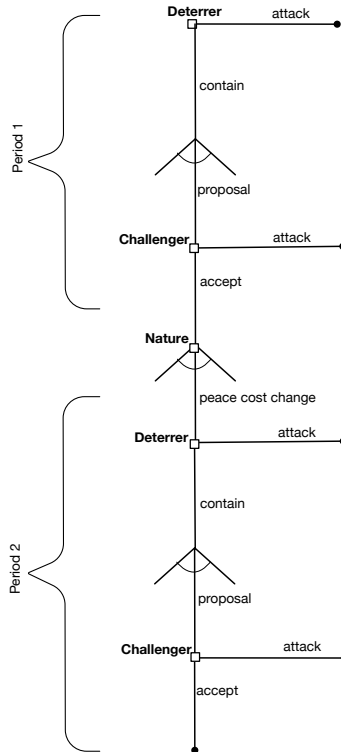 Deterrer
attack
contain
Period 1
proposal
Challenger
attack
accept
Nature
peace cost change
Deterrer
attack
contain
Period 2
proposal
Challenger
attack
accept